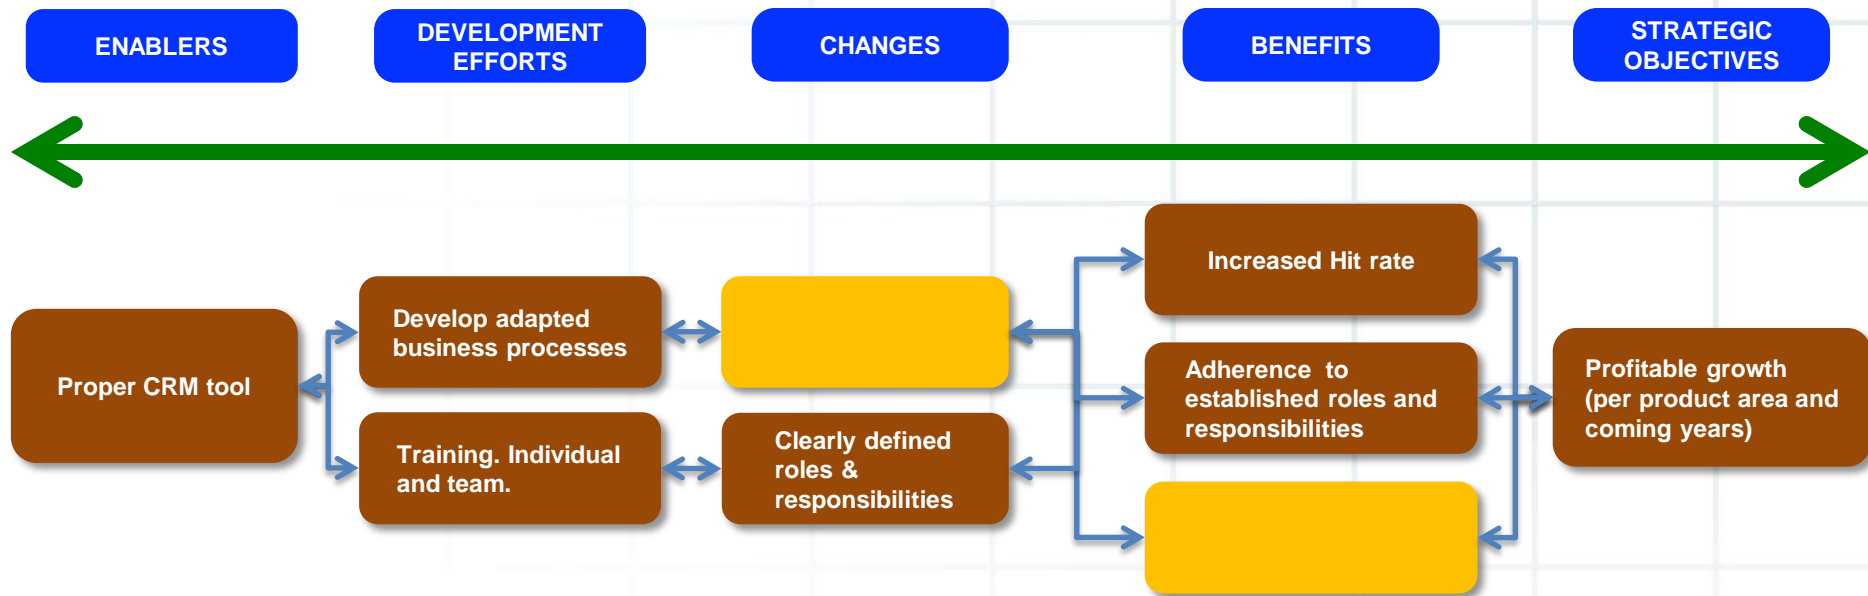 ENABLERS
DEVELOPMENT
EFFORTS
CHANGES
BENEFITS
STRATEGIC
OBJECTIVES
Proper CRM tool
Develop adapted
business processes
Training. Individual
and team.
Clearly defined
roles &
responsibilities
Increased Hit rate
Adherence to
established roles and
responsibilities
Profitable growth
(per product area and
coming years)